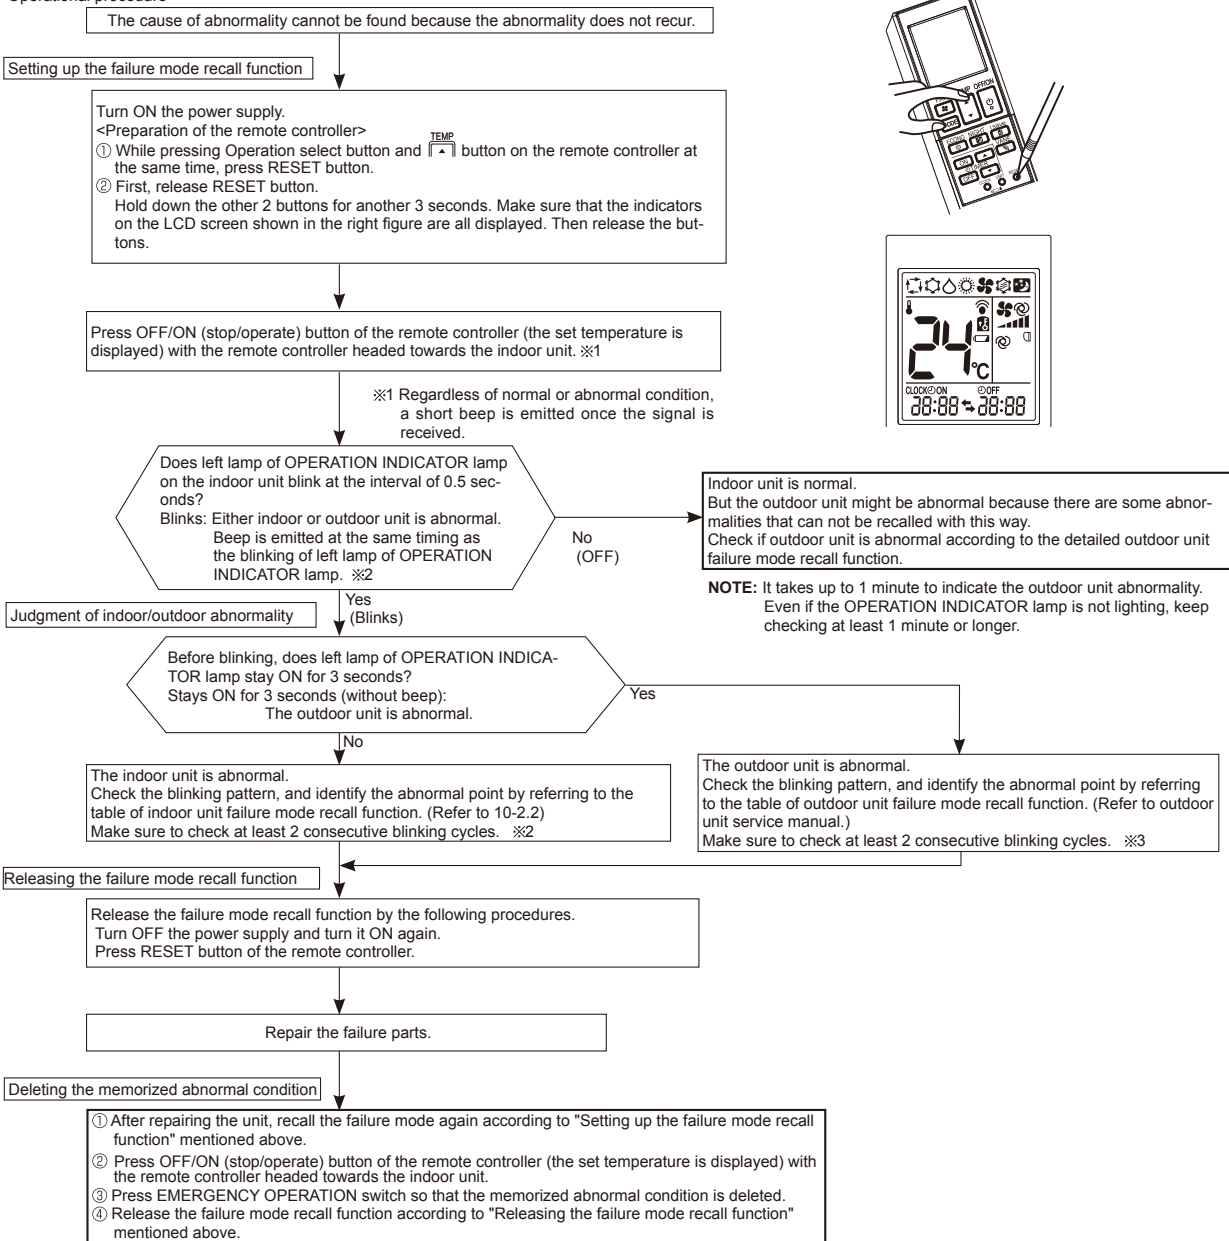 The cause of abnormality cannot be found because the abnormality does not recur.
Setting up the failure mode recall function
Turn ON the power supply.
<Preparation of the remote controller>
TEMP
① While pressing Operation select button and button on the remote controller at
the same time, press RESET button.
② First, release RESET button.
Hold down the other 2 buttons for another 3 seconds. Make sure that the indicators
on the LCD screen shown in the right figure are all displayed. Then release the but-
tons.
OFF/ON
24°C
CLOCK ON OFF
88:88 88:88
Press OFF/ON (stop/operate) button of the remote controller (the set temperature is
displayed) with the remote controller headed towards the indoor unit. ※1
※1 Regardless of normal or abnormal condition,
a short beep is emitted once the signal is
received.
Does left lamp of OPERATION INDICATOR lamp
on the indoor unit blink at the interval of 0.5 sec-
onds?
Blinks: Either indoor or outdoor unit is abnormal.
Beep is emitted at the same timing as
the blinking of left lamp of OPERATION
INDICATOR lamp. ※2
No
(OFF)
Indoor unit is normal.
But the outdoor unit might be abnormal because there are some abnor-
malities that can not be recalled with this way.
Check if outdoor unit is abnormal according to the detailed outdoor unit
failure mode recall function.
NOTE: It takes up to 1 minute to indicate the outdoor unit abnormality.
Even if the OPERATION INDICATOR lamp is not lighting, keep
checking at least 1 minute or longer.
Yes
(Blinks)
Judgment of indoor/outdoor abnormality
Before blinking, does left lamp of OPERATION INDICA-
TOR lamp stay ON for 3 seconds?
Stays ON for 3 seconds (without beep):
The outdoor unit is abnormal.
Yes
No
The indoor unit is abnormal.
Check the blinking pattern, and identify the abnormal point by referring to the
table of indoor unit failure mode recall function. (Refer to 10-2.2)
Make sure to check at least 2 consecutive blinking cycles. ※2
The outdoor unit is abnormal.
Check the blinking pattern, and identify the abnormal point by referring
to the table of outdoor unit failure mode recall function. (Refer to outdoor
unit service manual.)
Make sure to check at least 2 consecutive blinking cycles. ※3
Releasing the failure mode recall function
Release the failure mode recall function by the following procedures.
Turn OFF the power supply and turn it ON again.
Press RESET button of the remote controller.
Repair the failure parts.
Deleting the memorized abnormal condition
① After repairing the unit, recall the failure mode again according to "Setting up the failure mode recall
function" mentioned above.
② Press OFF/ON (stop/operate) button of the remote controller (the set temperature is displayed) with
the remote controller headed towards the indoor unit.
③ Press EMERGENCY OPERATION switch so that the memorized abnormal condition is deleted.
④ Release the failure mode recall function according to "Releasing the failure mode recall function"
mentioned above.